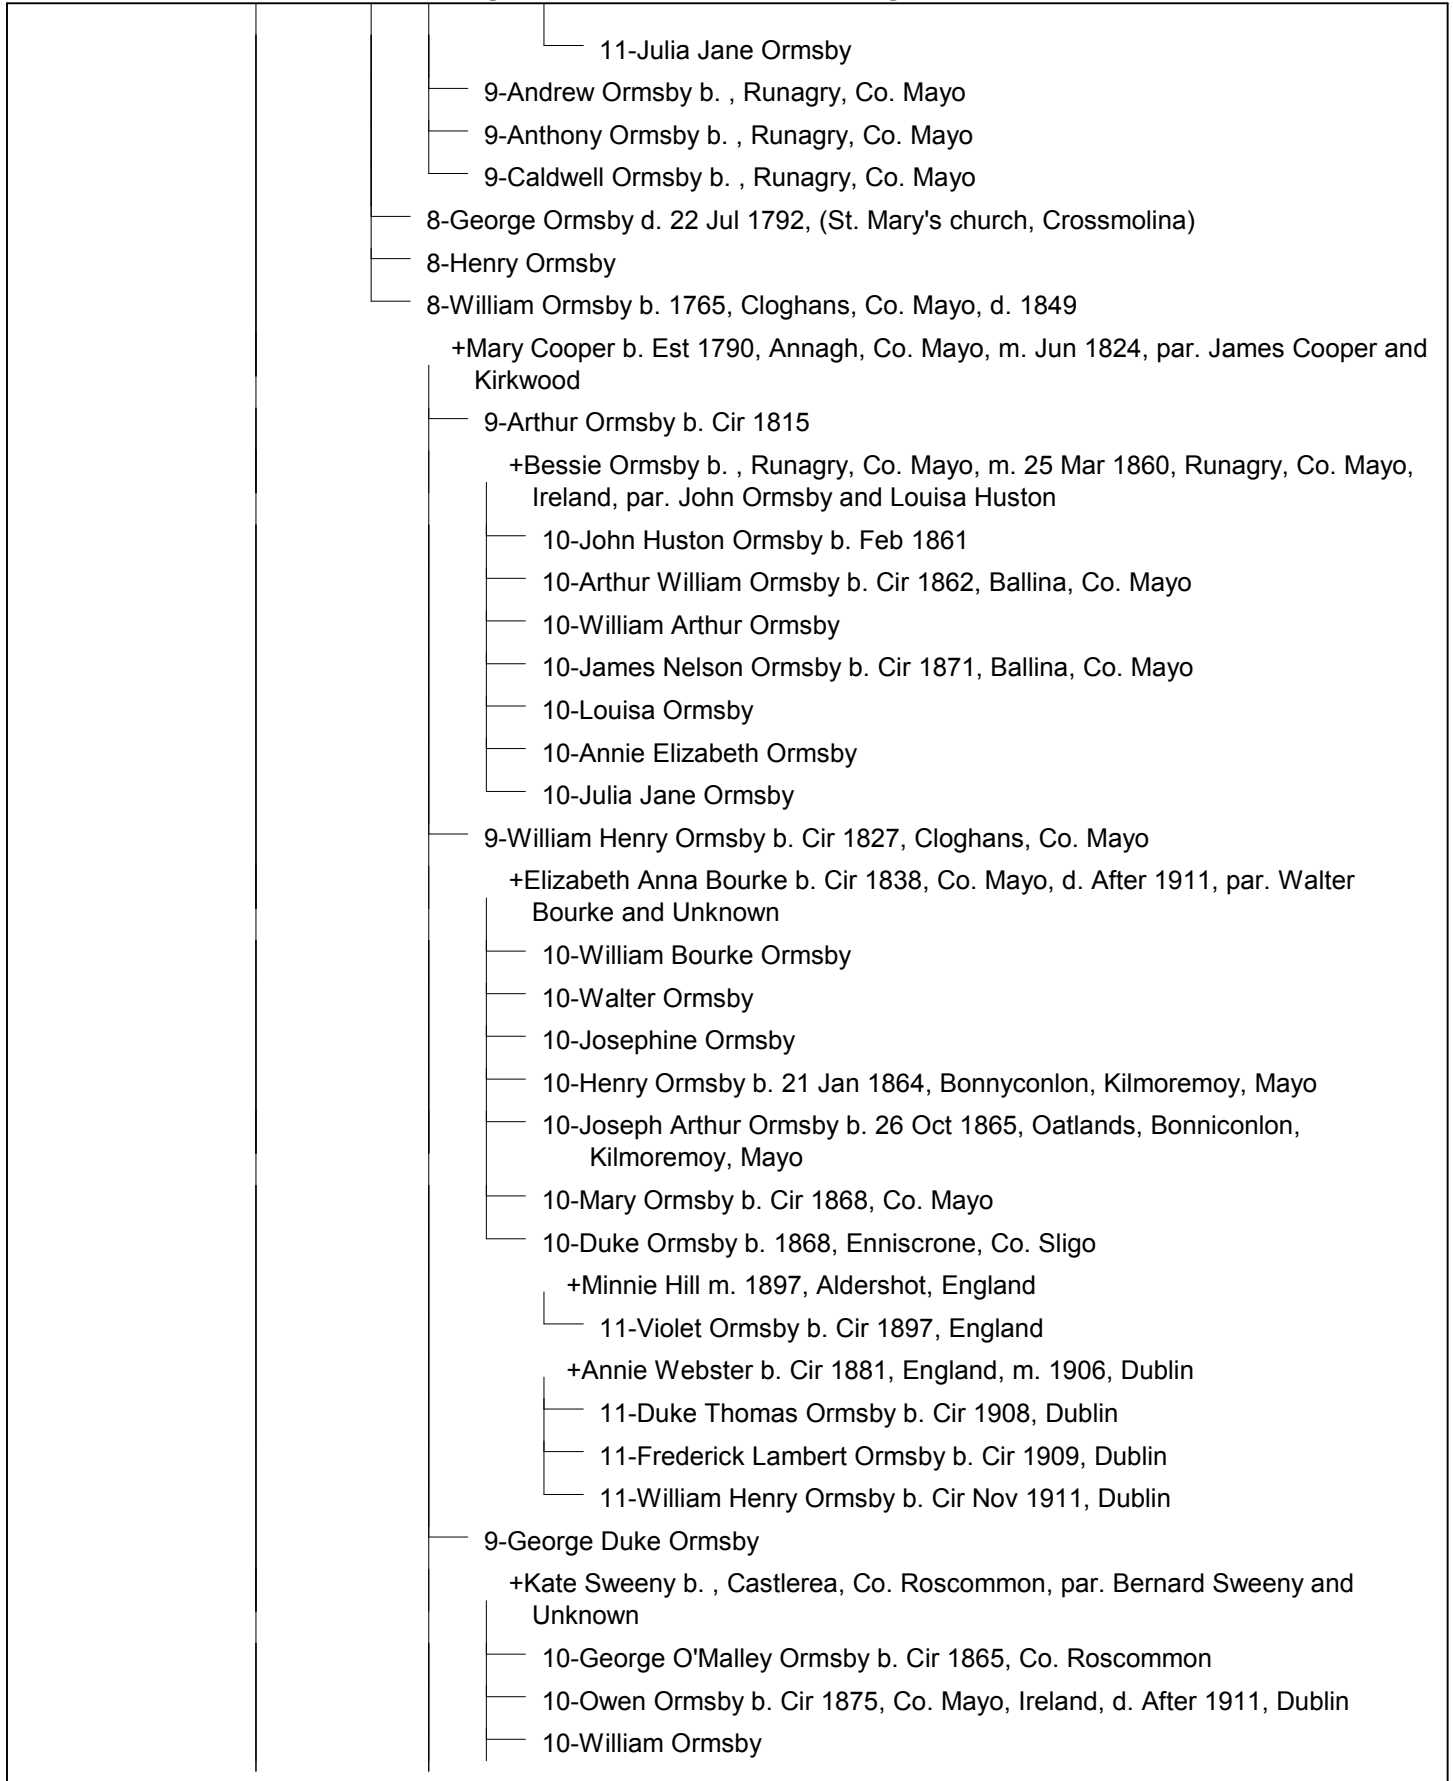 11-Julia Jane Ormsby
9-Andrew Ormsby b. , Runagry, Co. Mayo
9-Anthony Ormsby b. , Runagry, Co. Mayo
9-Caldwell Ormsby b. , Runagry, Co. Mayo
8-George Ormsby d. 22 Jul 1792, (St. Mary's church, Crossmolina)
8-Henry Ormsby
8-William Ormsby b. 1765, Cloghans, Co. Mayo, d. 1849
+Mary Cooper b. Est 1790, Annagh, Co. Mayo, m. Jun 1824, par. James Cooper and
Kirkwood
9-Arthur Ormsby b. Cir 1815
+Bessie Ormsby b. , Runagry, Co. Mayo, m. 25 Mar 1860, Runagry, Co. Mayo,
Ireland, par. John Ormsby and Louisa Huston
10-John Huston Ormsby b. Feb 1861
10-Arthur William Ormsby b. Cir 1862, Ballina, Co. Mayo
10-William Arthur Ormsby
10-James Nelson Ormsby b. Cir 1871, Ballina, Co. Mayo
10-Louisa Ormsby
10-Annie Elizabeth Ormsby
10-Julia Jane Ormsby
9-William Henry Ormsby b. Cir 1827, Cloghans, Co. Mayo
+Elizabeth Anna Bourke b. Cir 1838, Co. Mayo, d. After 1911, par. Walter
Bourke and Unknown
10-William Bourke Ormsby
10-Walter Ormsby
10-Josephine Ormsby
10-Henry Ormsby b. 21 Jan 1864, Bonnyconlon, Kilmoremoy, Mayo
10-Joseph Arthur Ormsby b. 26 Oct 1865, Oatlands, Bonniconlon,
Kilmoremoy, Mayo
10-Mary Ormsby b. Cir 1868, Co. Mayo
10-Duke Ormsby b. 1868, Enniscrone, Co. Sligo
+Minnie Hill m. 1897, Aldershot, England
11-Violet Ormsby b. Cir 1897, England
+Annie Webster b. Cir 1881, England, m. 1906, Dublin
11-Duke Thomas Ormsby b. Cir 1908, Dublin
11-Frederick Lambert Ormsby b. Cir 1909, Dublin
11-William Henry Ormsby b. Cir Nov 1911, Dublin
9-George Duke Ormsby
+Kate Sweeny b. , Castlerea, Co. Roscommon, par. Bernard Sweeny and
Unknown
10-George O'Malley Ormsby b. Cir 1865, Co. Roscommon
10-Owen Ormsby b. Cir 1875, Co. Mayo, Ireland, d. After 1911, Dublin
10-William Ormsby